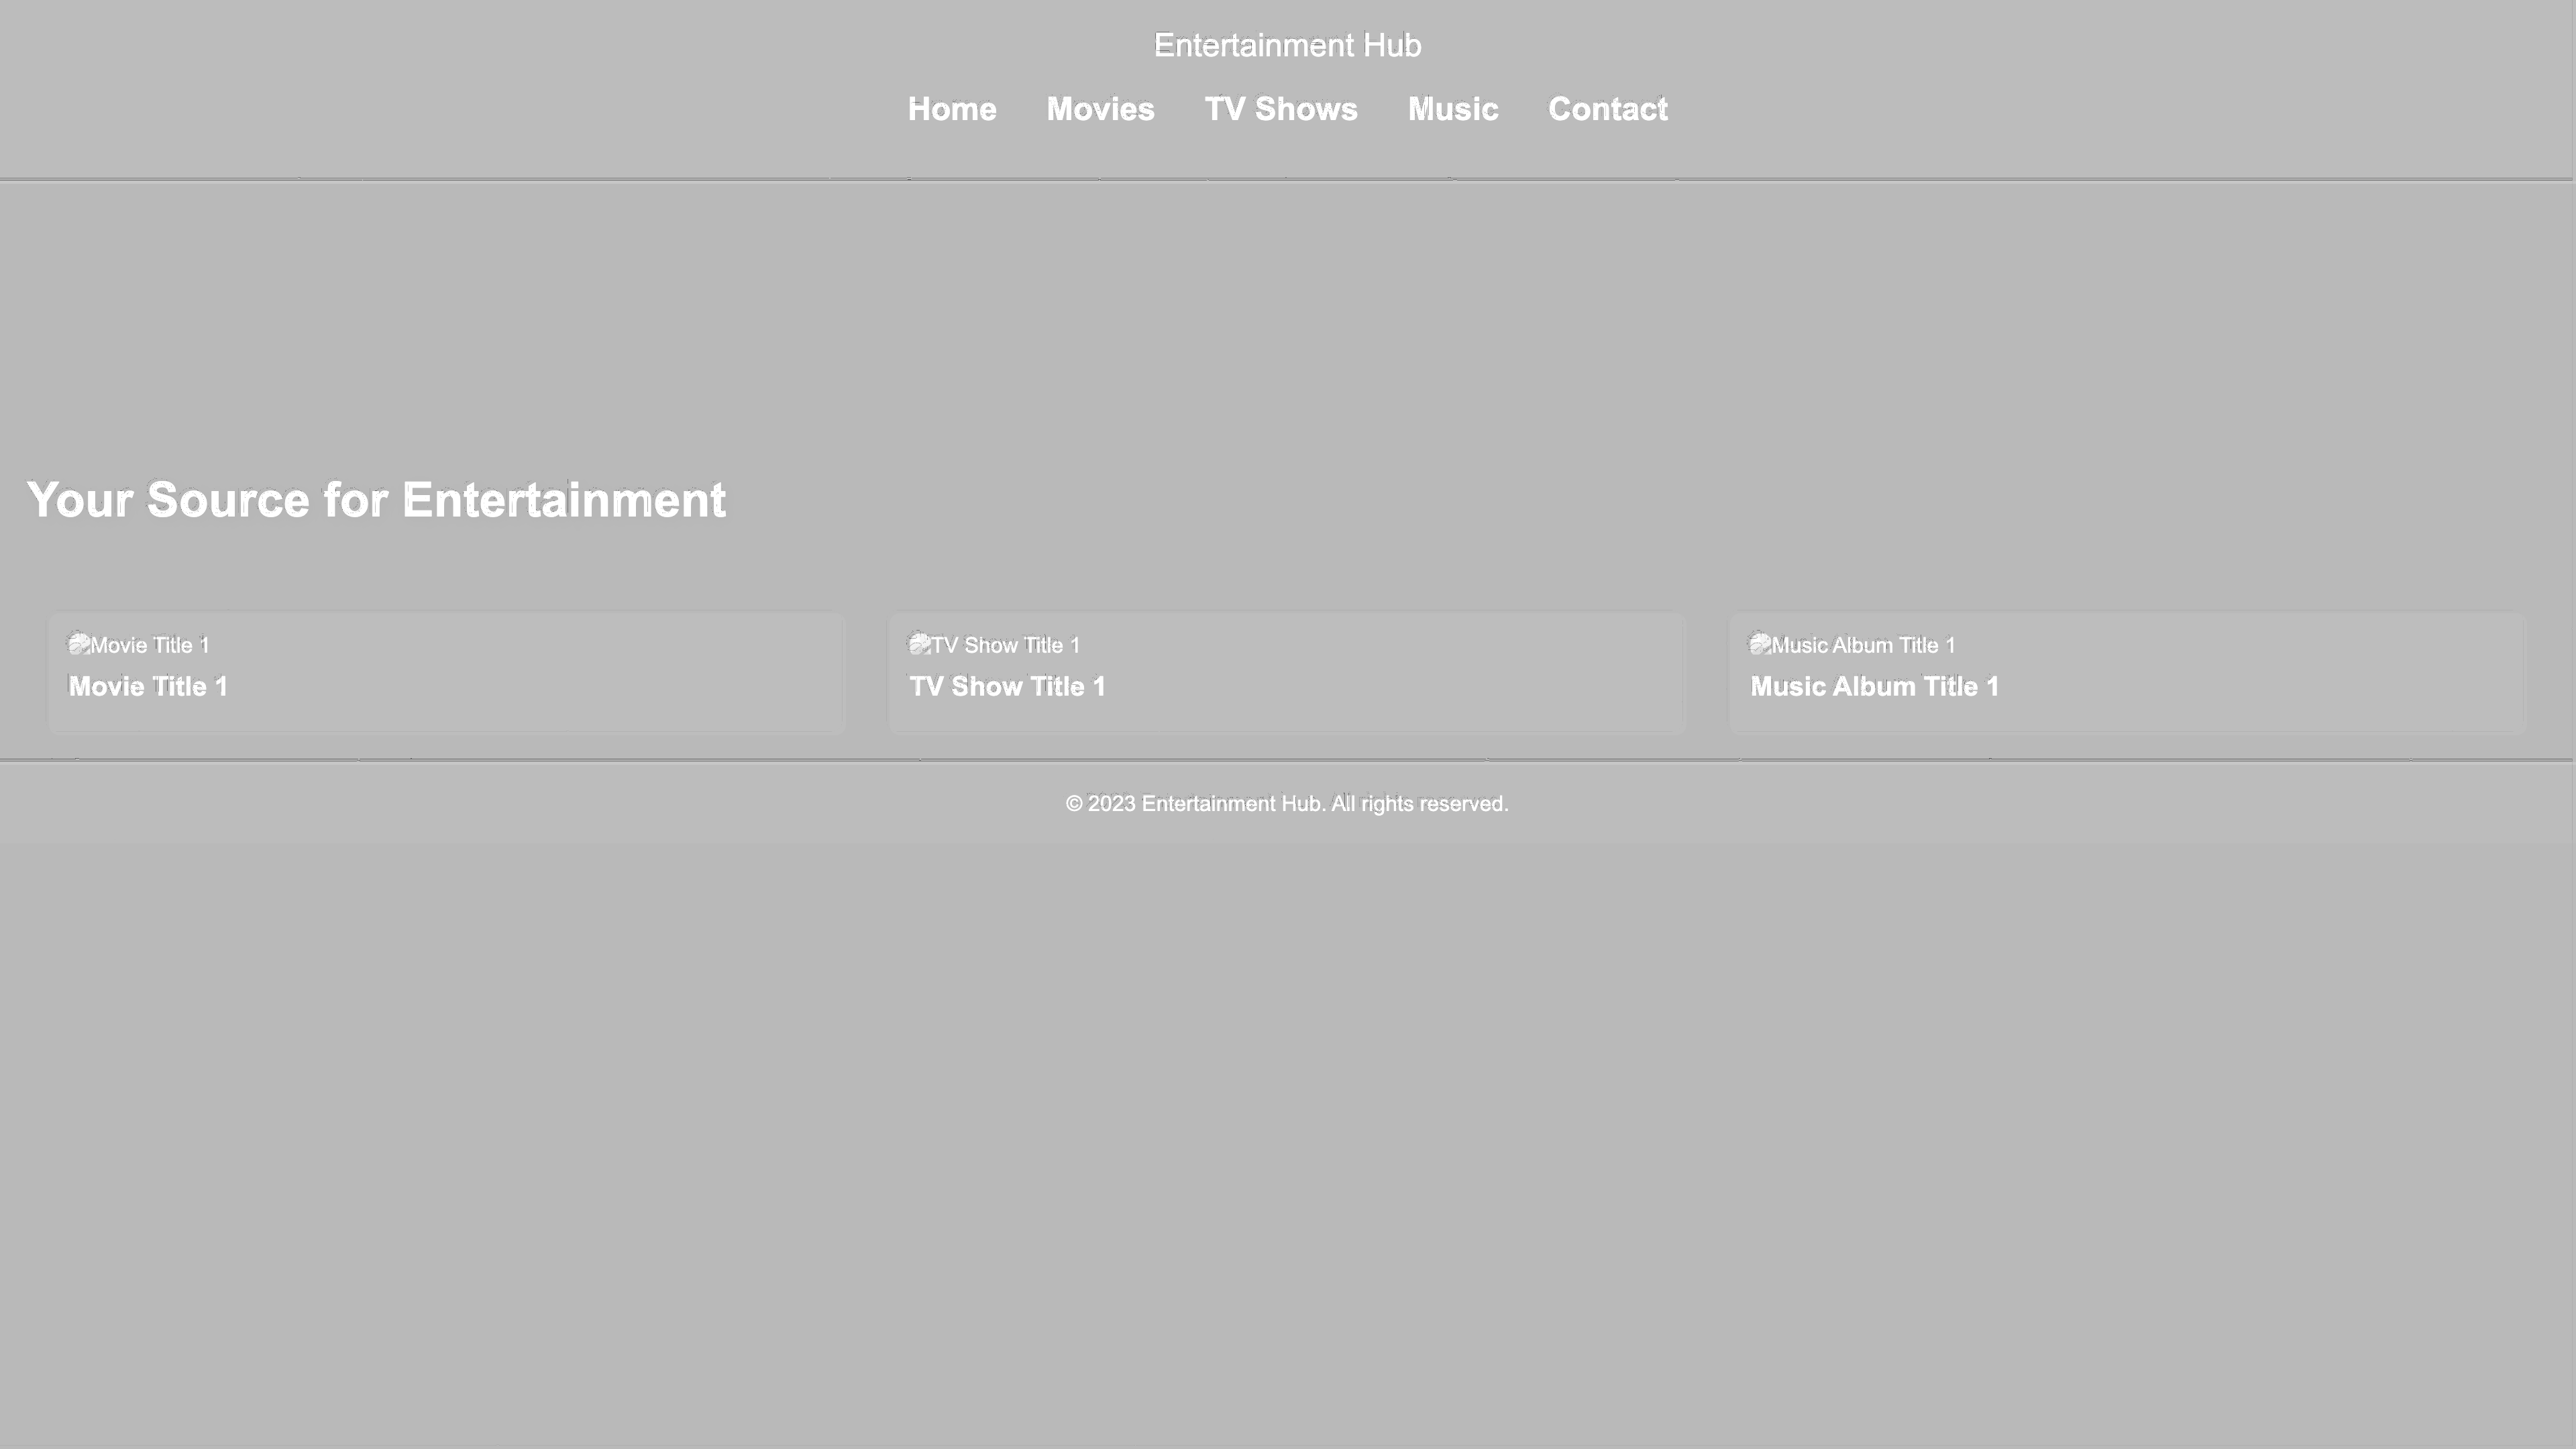 Entertainment Hub
Home Movies TV Shows Music Contact
Your Source for Entertainment
Movie Title 1
Movie Title 1
TV Show Title 1
TV Show Title 1
Music Album Title 1
Music Album Title 1
© 2023 Entertainment Hub. All rights reserved.